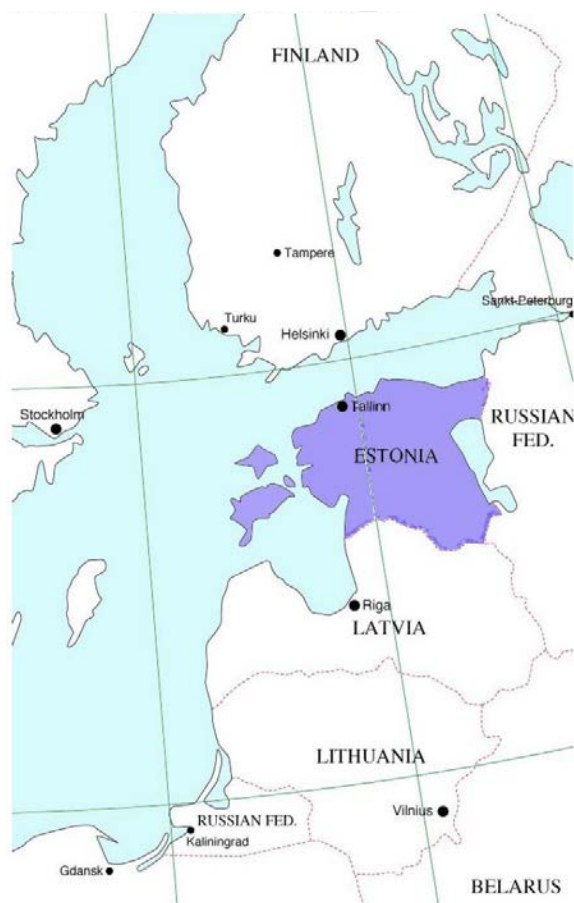 FINLAND
Tampere
Sankt-Peterburg
Turku
Helsinki
Stockholm
Tallinn
RUSSIAN
FED.
ESTONIA
Riga
LATVIA
LITHUANIA
Vilnius
RUSSIAN FED.
Kaliningrad
Gdansk
BELARUS